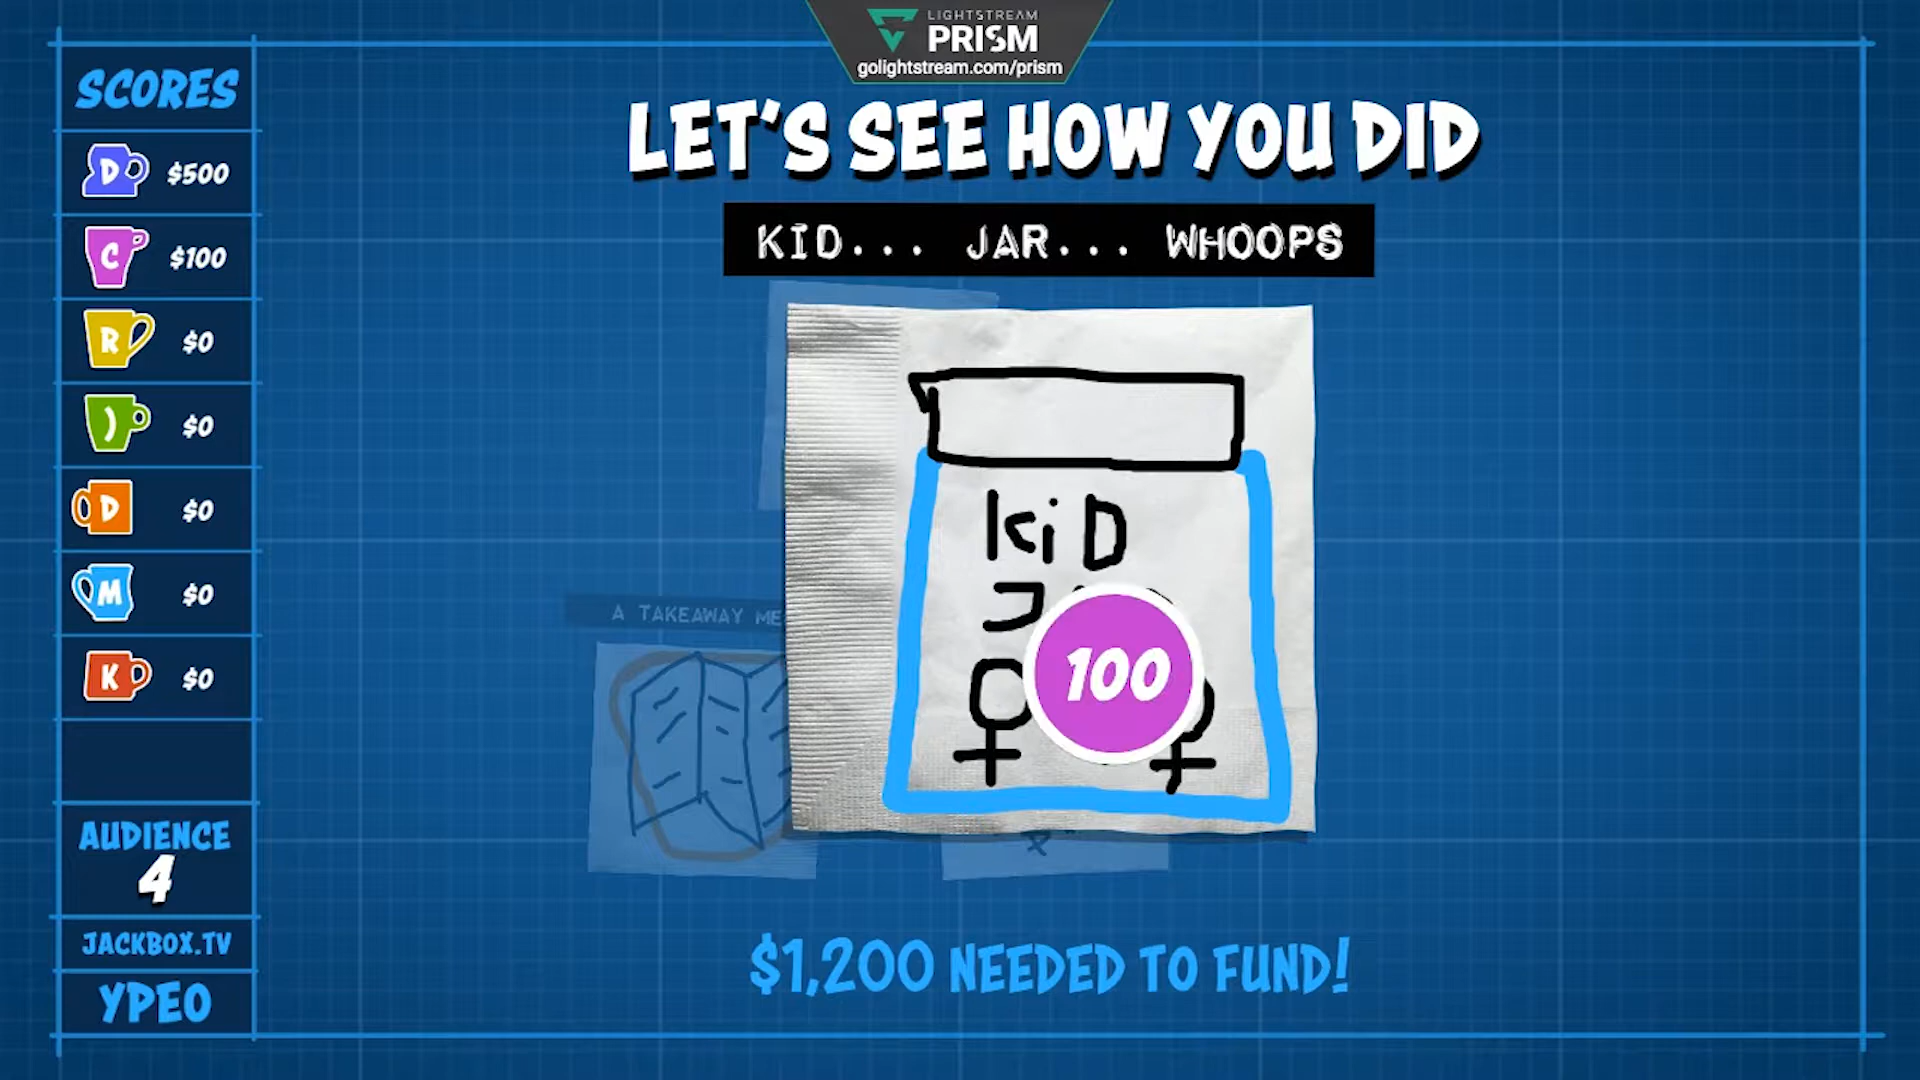 LIGHTSTREAM
PRISM
golightstream.com/prism
SCORES
D $500
C $100
R $0
) $0
D $0
M $0
K $0
AUDIENCE
4
JACKBOX.TV
YPEO
LET'S SEE HOW YOU DID
KID... JAR... WHOOPS
A TAKEAWAY
KiD
J
100
$1,200 NEEDED TO FUND!